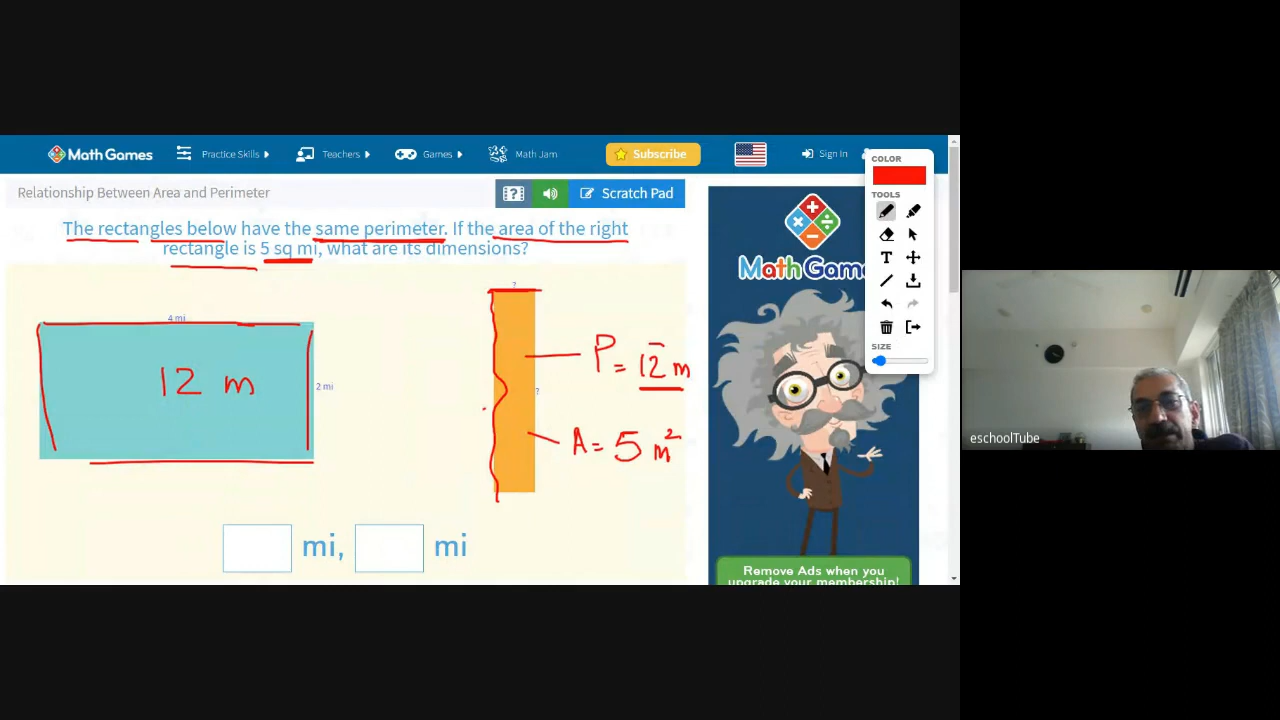 Math Games
Practice Skills
Teachers
Games
Math Jam
Subscribe
Sign In
Relationship Between Area and Perimeter
Scratch Pad
The rectangles below have the same perimeter. If the area of the right
rectangle is 5 sq mi, what are its dimensions?
4 mi
2 mi
12 m
?
?
P = 12 m
A = 5 m²
mi, mi
COLOR
TOOLS
T
SIZE
Math Game
Remove Ads when you
upgrade your membership!
eschoolTube